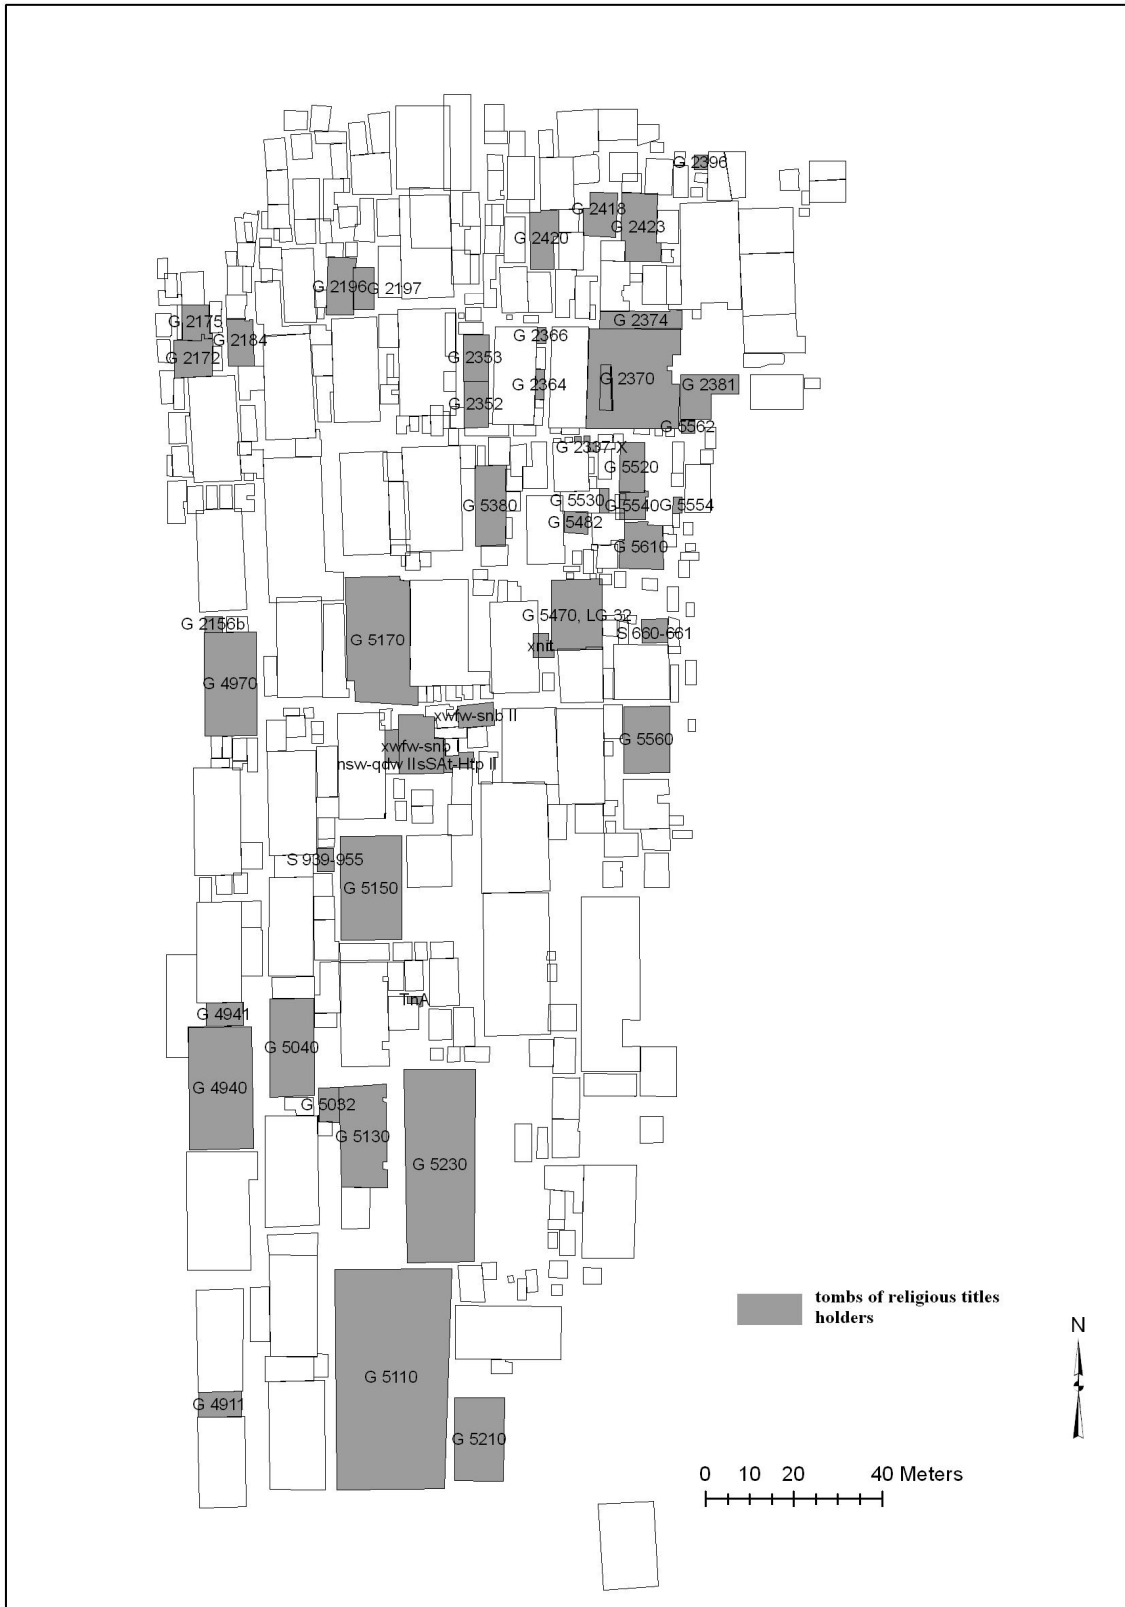 G 2396
G 2418
G 2423
G 2420
G 2196
G 2197
G 2175
G 2184
G 2172
G 2374
G 2366
G 2353
G 2370
G 2364
G 2381
G 2352
G 5562
G 2337-X
G 5520
G 5380
G 5530
G 5540
G 5554
G 5482
G 5610
G 5470, LG 32
G 2156b
S 660-661
G 5170
xnit
G 4970
xwfw-snb II
G 5560
xwfw-snb I
nsw-qdw II
sSAt-Htp II
S 939-955
G 5150
TnA
G 4941
G 5040
G 4940
G 5032
G 5130
G 5230
tombs of religious titles
holders
N
G 5110
G 4911
G 5210
0 10 20 40 Meters